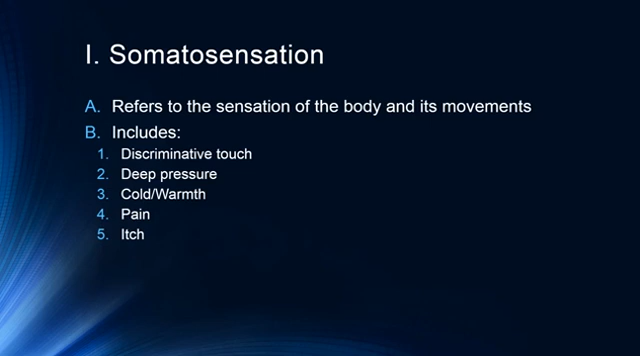 I. Somatosensation
A. Refers to the sensation of the body and its movements
B. Includes:
1. Discriminative touch
2. Deep pressure
3. Cold/Warmth
4. Pain
5. Itch